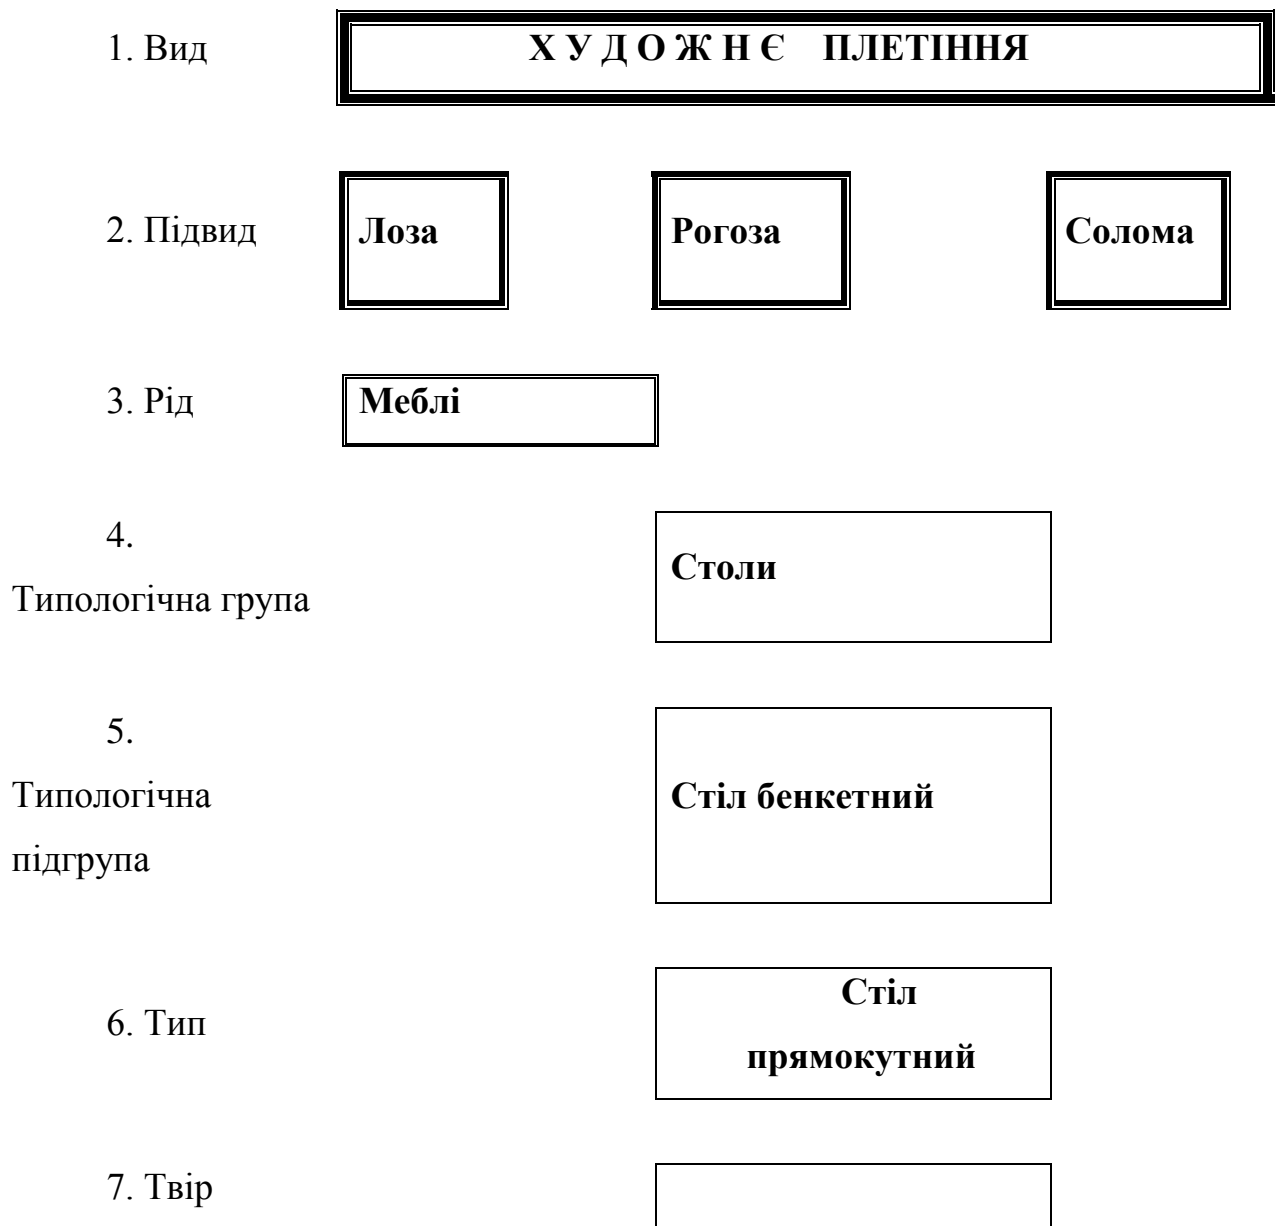 1. Вид Х У Д О Ж Н Є ПЛЕТІННЯ
2. Підвид Лоза Рогоза Солома
3. Рід Меблі
4.
Типологічна група
Столи
5.
Типологічна
підгрупа
Стіл бенкетний
6. Тип
Стіл
прямокутний
7. Твір